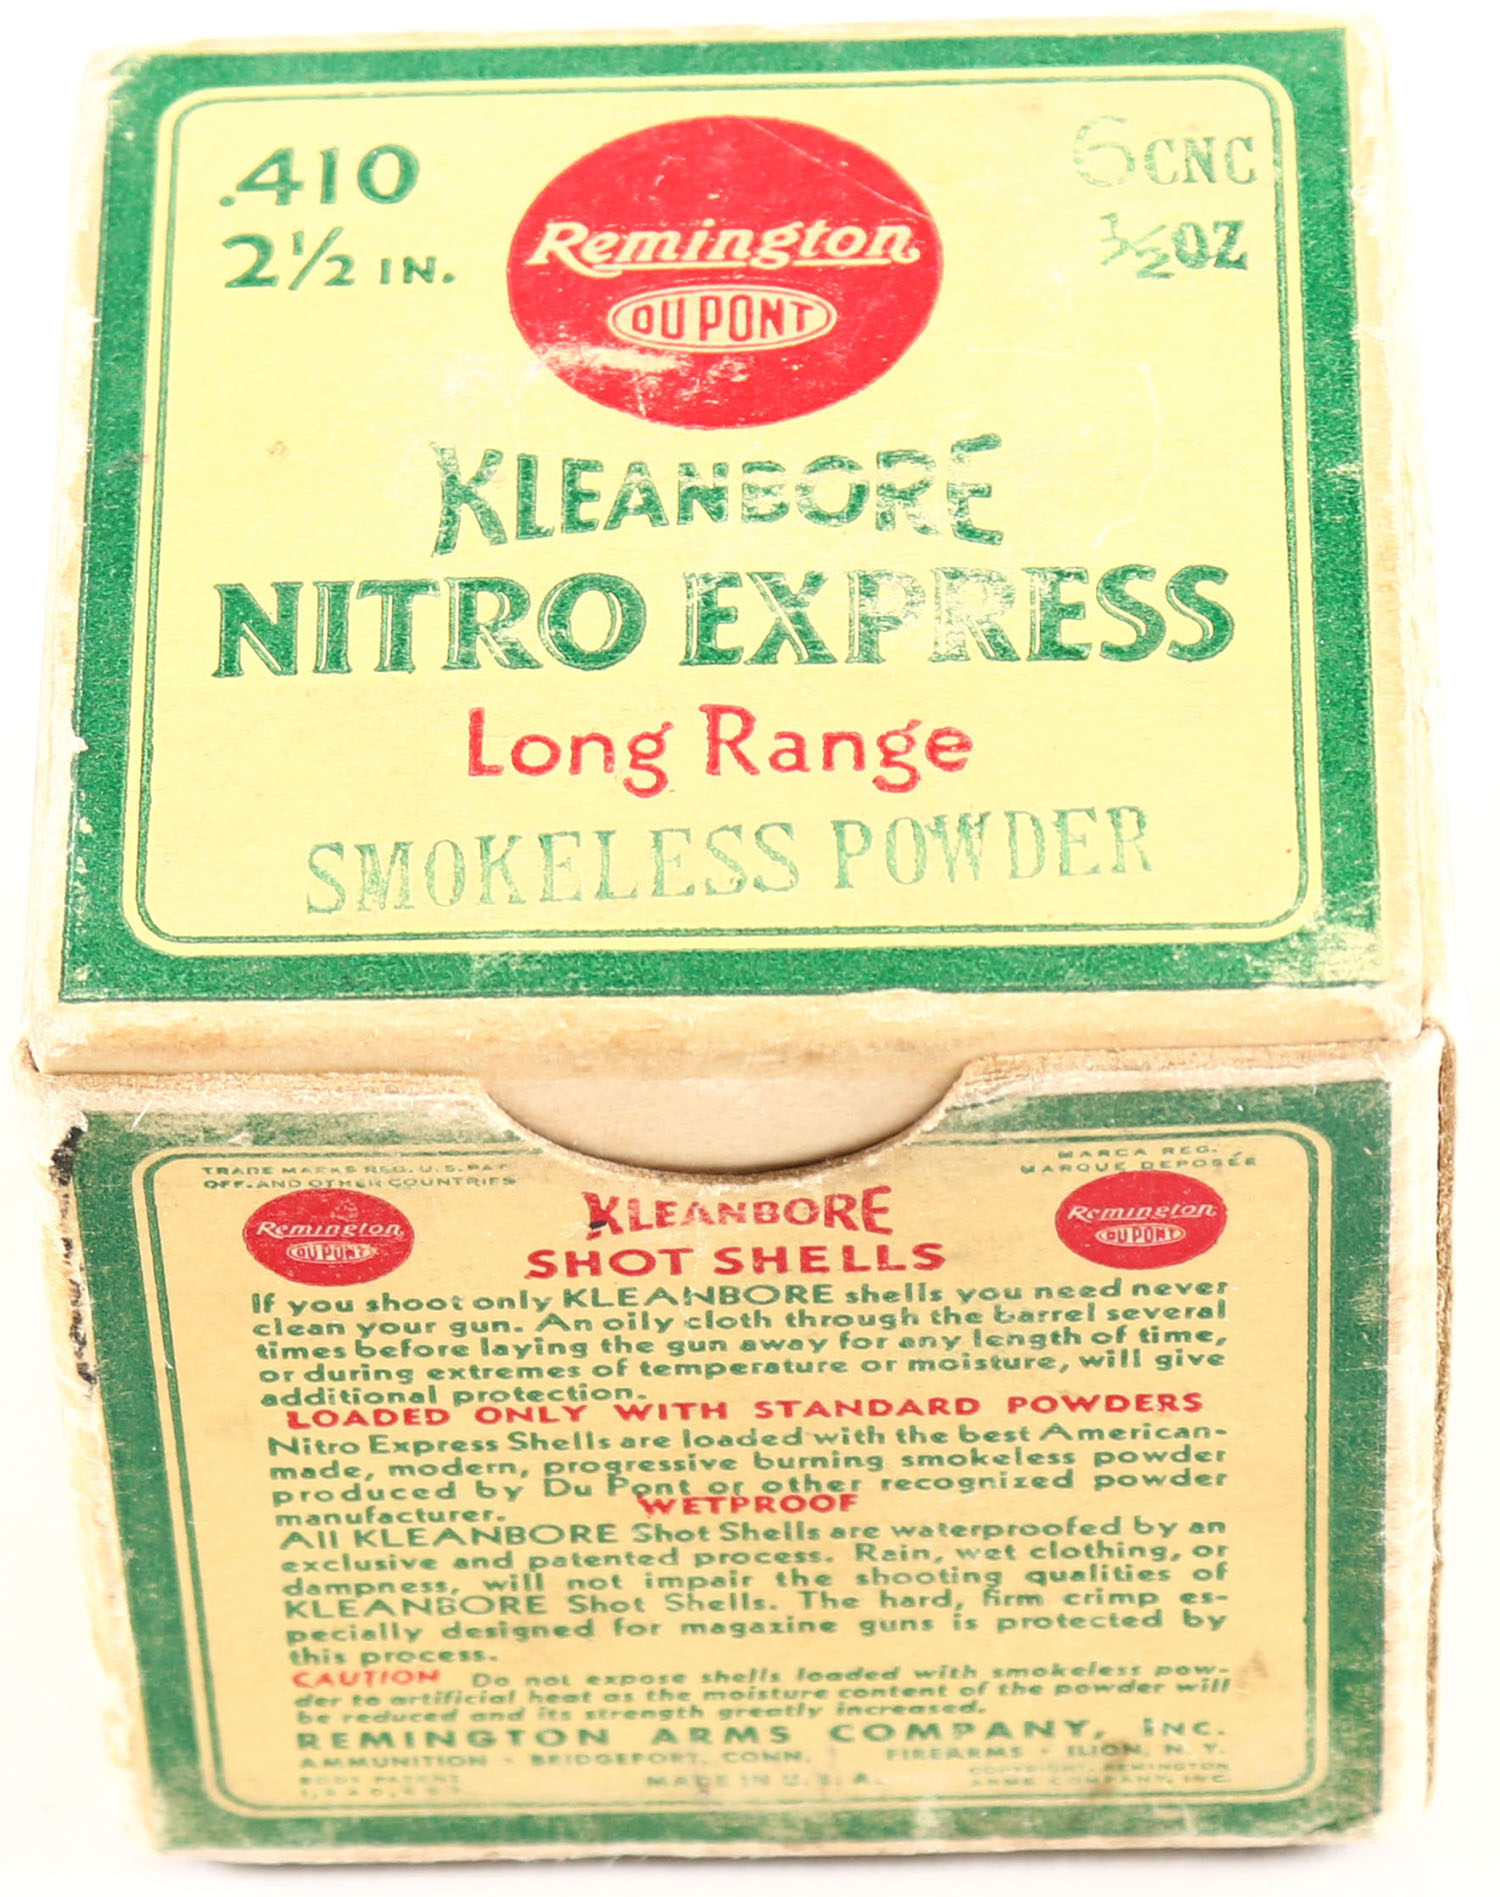 .410
2½ IN.
Remington
DU PONT
6 CNC
½ OZ
KLEANBORE
NITRO EXPRESS
Long Range
SMOKELESS POWDER
TRADE MARKS REG. U.S. PAT.
OFF. AND OTHER COUNTRIES
MARCA REG.
MARQUE DEPOSÉE
Remington
DU PONT
KLEANBORE
SHOT SHELLS
Remington
DU PONT
If you shoot only KLEANBORE shells you need never
clean your gun. An oily cloth through the barrel several
times before laying the gun away for any length of time,
or during extremes of temperature or moisture, will give
additional protection.
LOADED ONLY WITH STANDARD POWDERS
Nitro Express Shells are loaded with the best American-
made, modern, progressive burning smokeless powder
produced by Du Pont or other recognized powder
manufacturer.
WETPROOF
All KLEANBORE Shot Shells are waterproofed by an
exclusive and patented process. Rain, wet clothing, or
dampness, will not impair the shooting qualities of
KLEANBORE Shot Shells. The hard, firm crimp es-
pecially designed for magazine guns is protected by
this process.
CAUTION Do not expose shells loaded with smokeless pow-
der to artificial heat as the moisture content of the powder will
be reduced and its strength greatly increased.
REMINGTON ARMS COMPANY, INC.
AMMUNITION · BRIDGEPORT, CONN. FIREARMS · ILION, N. Y.
BODY PATENT
MADE IN U. S. A.
COPYRIGHT, REMINGTON
ARMS COMPANY, INC.